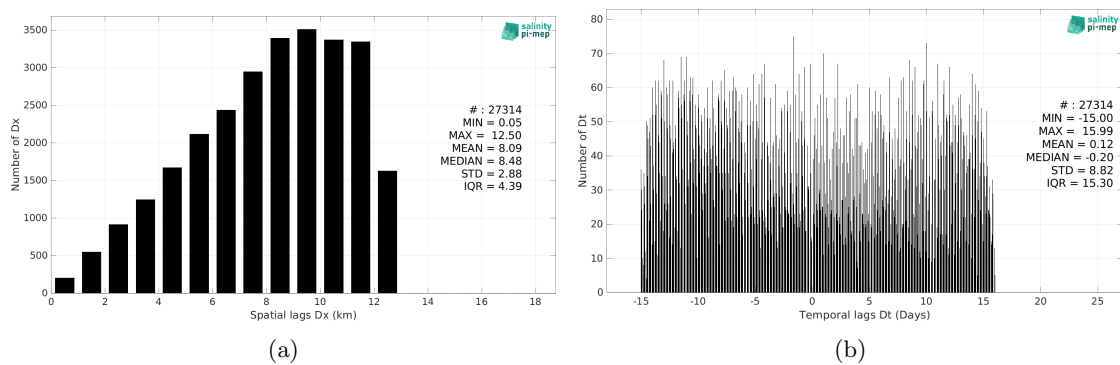 3500
3000
2500
2000
1500
1000
500
0
Number of Dx
0 2 4 6 8 10 12 14 16 18
Spatial lags Dx (km)
salinity
pi-mep
# : 27314
MIN = 0.05
MAX = 12.50
MEAN = 8.09
MEDIAN = 8.48
STD = 2.88
IQR = 4.39
(a)
80
70
60
50
40
30
20
10
0
Number of Dt
-15 -10 -5 0 5 10 15 20 25
Temporal lags Dt (Days)
salinity
pi-mep
# : 27314
MIN = -15.00
MAX = 15.99
MEAN = 0.12
MEDIAN = -0.20
STD = 8.82
IQR = 15.30
(b)